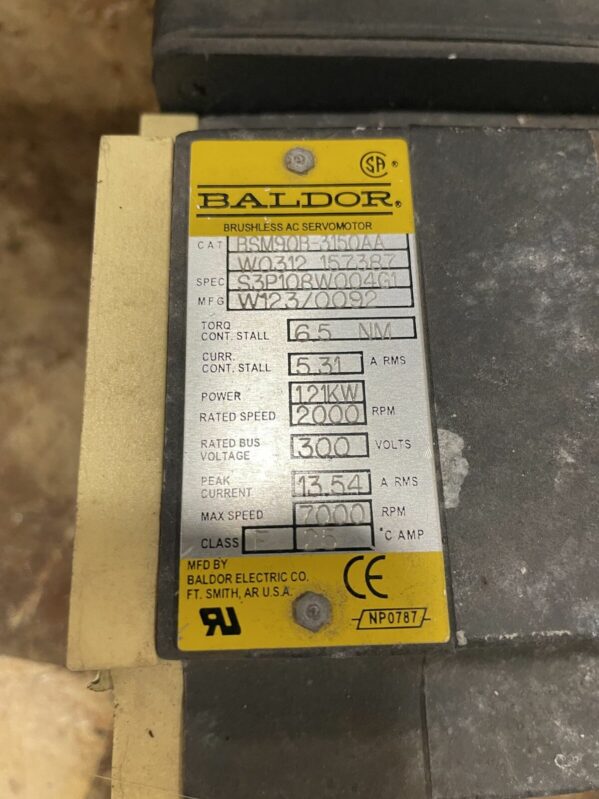 SA ®
BALDOR®
BRUSHLESS AC SERVOMOTOR
CAT BSM90B-3150AA
W0312 157387
SPEC S3P108W004G1
MFG W123/0092
TORQ
CONT. STALL 6.5 NM
CURR.
CONT. STALL 5.31 A RMS
POWER 1.21KW
RATED SPEED 2000 RPM
RATED BUS
VOLTAGE 300 VOLTS
PEAK
CURRENT 13.54 A RMS
MAX SPEED 7000 RPM
CLASS F °C AMP
MFD BY
BALDOR ELECTRIC CO.
FT. SMITH, AR U.S.A.
CE
NP0787